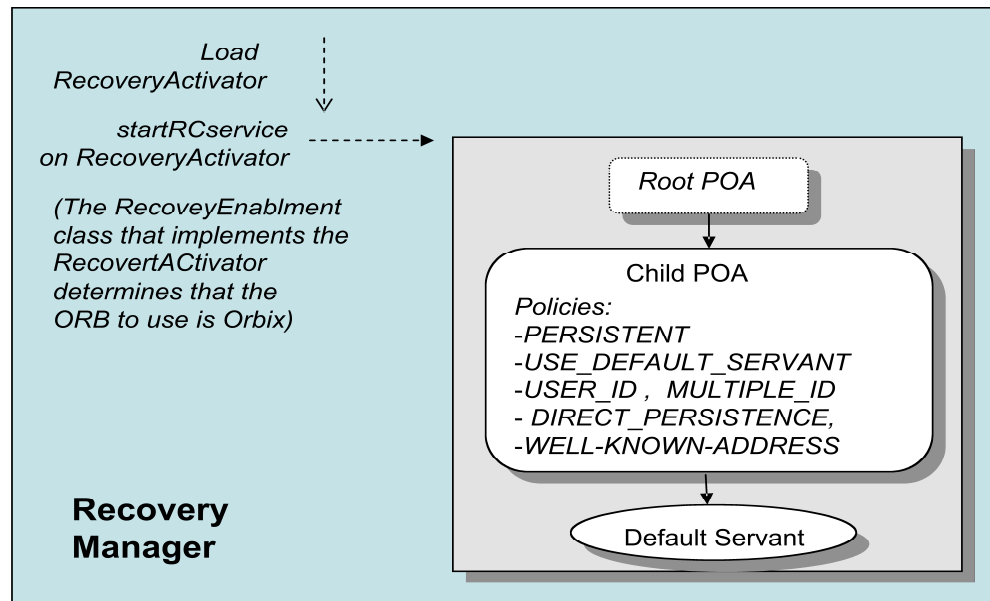 Load
RecoveryActivator
startRCservice
on RecoveryActivator
(The RecoveyEnablment
class that implements the
RecovertACtivator
determines that the
ORB to use is Orbix)
Recovery
Manager
Root POA
Child POA
Policies:
-PERSISTENT
-USE_DEFAULT_SERVANT
-USER_ID , MULTIPLE_ID
- DIRECT_PERSISTENCE,
-WELL-KNOWN-ADDRESS
Default Servant